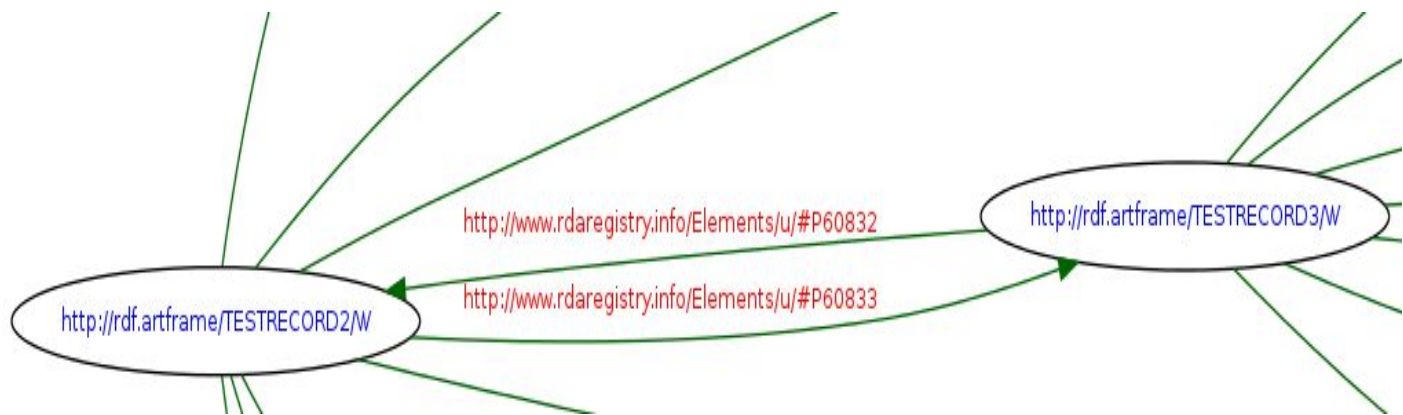 http://www.rdaregistry.info/Elements/u/#P60832
http://rdf.artframe/TESTRECORD3/W
http://www.rdaregistry.info/Elements/u/#P60833
http://rdf.artframe/TESTRECORD2/W